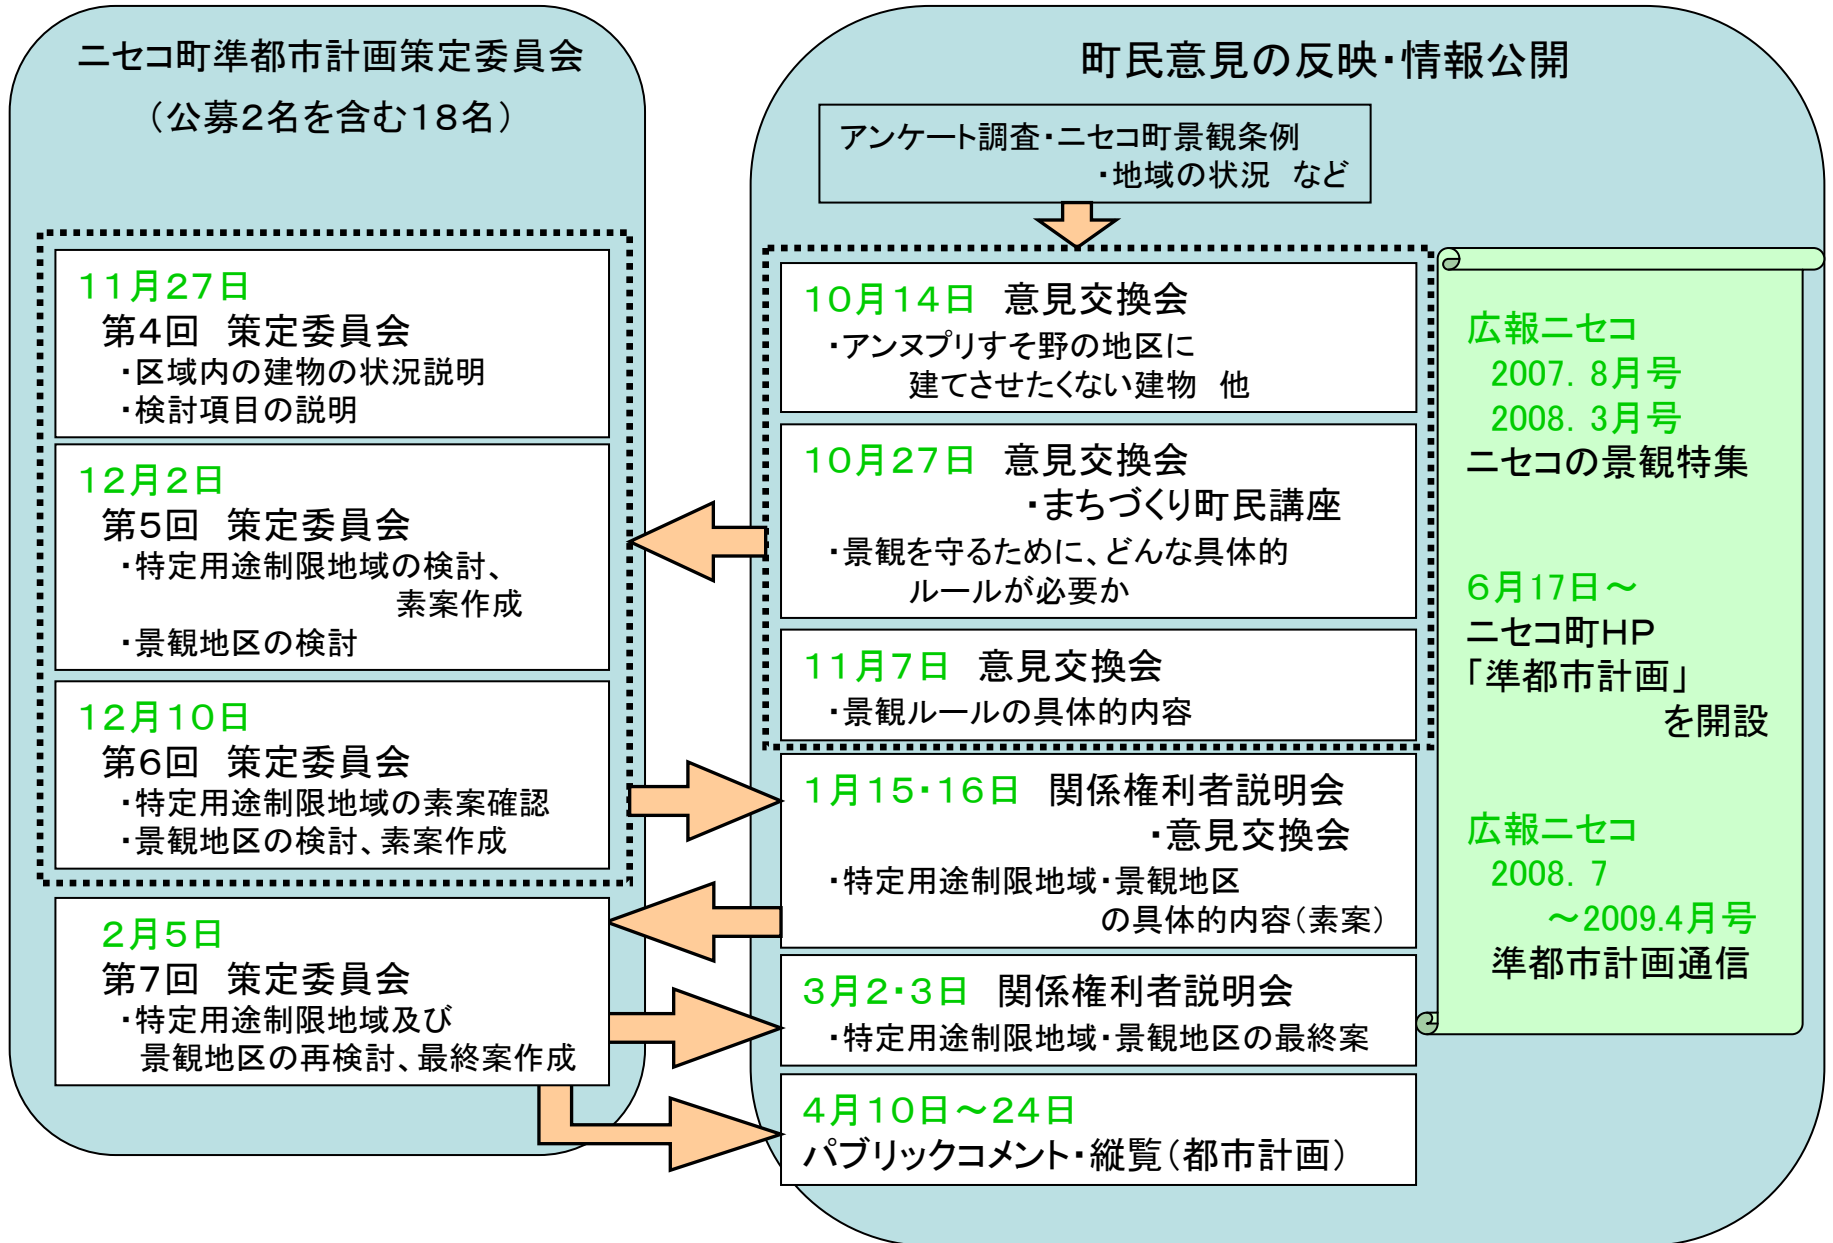 ニセコ町準都市計画策定委員会
（公募２名を含む１８名）
１１月２７日
第４回　策定委員会
・区域内の建物の状況説明
・検討項目の説明
１２月２日
第５回　策定委員会
・特定用途制限地域の検討、
素案作成
・景観地区の検討
１２月１０日
第６回　策定委員会
・特定用途制限地域の素案確認
・景観地区の検討、素案作成
２月５日
第７回　策定委員会
・特定用途制限地域及び
景観地区の再検討、最終案作成
町民意見の反映・情報公開
アンケート調査・ニセコ町景観条例
・地域の状況　など
１０月１４日　意見交換会
・アンヌプリすそ野の地区に
建てさせたくない建物　他
１０月２７日　意見交換会
・まちづくり町民講座
・景観を守るために、どんな具体的
ルールが必要か
１１月７日　意見交換会
・景観ルールの具体的内容
１月１５・１６日　関係権利者説明会
・意見交換会
・特定用途制限地域・景観地区
の具体的内容（素案）
３月２・３日　関係権利者説明会
・特定用途制限地域・景観地区の最終案
４月１０日～２４日
パブリックコメント・縦覧（都市計画）
広報ニセコ
2007. 8月号
2008. 3月号
ニセコの景観特集
６月17日～
ニセコ町ＨＰ
「準都市計画」
を開設
広報ニセコ
2008. 7
～2009.4月号
準都市計画通信